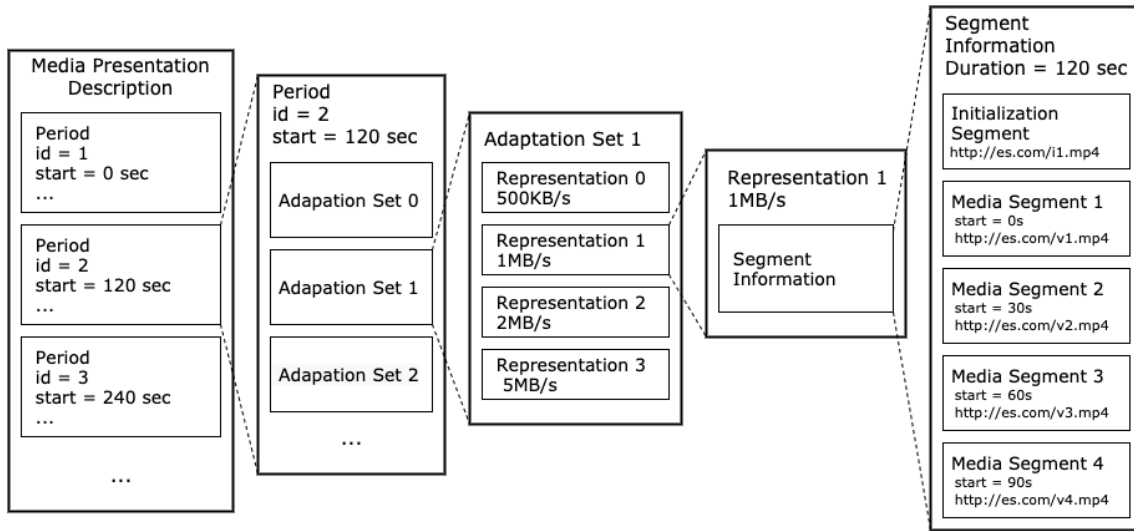 Media Presentation
Description
Period
id = 1
start = 0 sec
...
Period
id = 2
start = 120 sec
...
Period
id = 3
start = 240 sec
...
...
Period
id = 2
start = 120 sec
Adapation Set 0
Adapation Set 1
Adapation Set 2
...
Adaptation Set 1
Representation 0
500KB/s
Representation 1
1MB/s
Representation 2
2MB/s
Representation 3
5MB/s
Representation 1
1MB/s
Segment
Information
Segment
Information
Duration = 120 sec
Initialization
Segment
http://es.com/i1.mp4
Media Segment 1
start = 0s
http://es.com/v1.mp4
Media Segment 2
start = 30s
http://es.com/v2.mp4
Media Segment 3
start = 60s
http://es.com/v3.mp4
Media Segment 4
start = 90s
http://es.com/v4.mp4